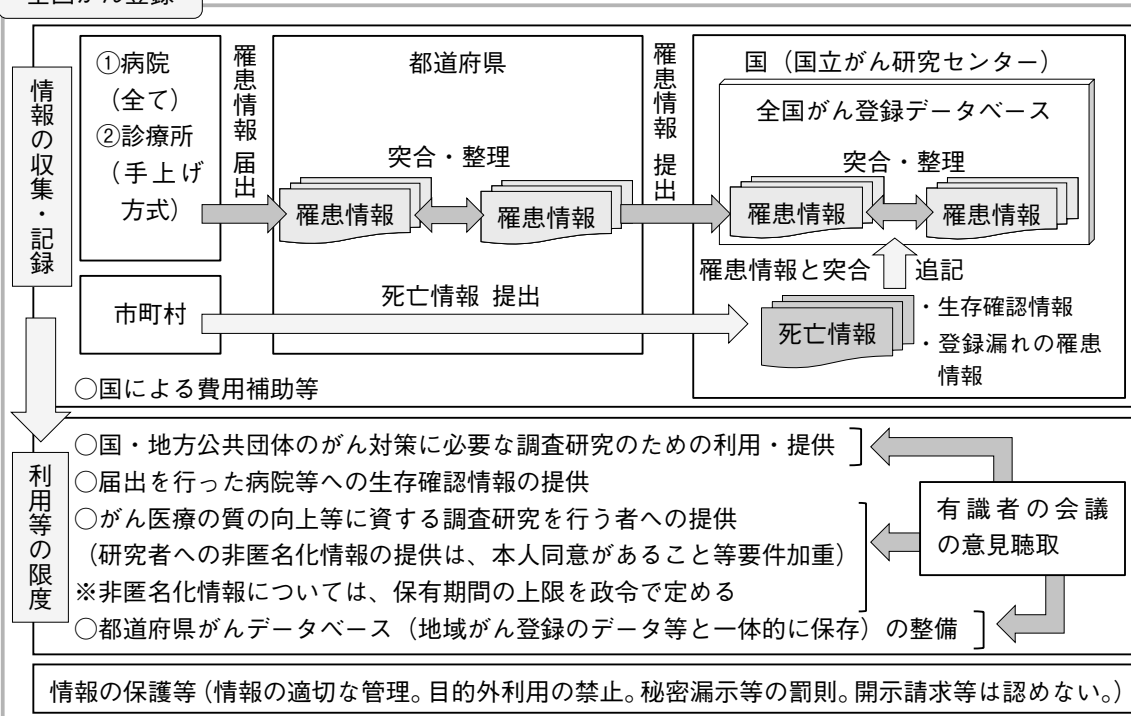 全国がん登録
情報の収集・記録
①病院
（全て）
②診療所
（手上げ
方式）
罹患情報 届出
都道府県
突合・整理
罹患情報
罹患情報
罹患情報 提出
国（国立がん研究センター）
全国がん登録データベース
突合・整理
罹患情報
罹患情報
罹患情報と突合
追記
市町村
死亡情報 提出
死亡情報
・生存確認情報
・登録漏れの罹患
情報
○国による費用補助等
利用等の限度
○国・地方公共団体のがん対策に必要な調査研究のための利用・提供
○届出を行った病院等への生存確認情報の提供
○がん医療の質の向上等に資する調査研究を行う者への提供
（研究者への非匿名化情報の提供は、本人同意があること等要件加重）
※非匿名化情報については、保有期間の上限を政令で定める
○都道府県がんデータベース（地域がん登録のデータ等と一体的に保存）の整備
有識者の会議
の意見聴取
情報の保護等（情報の適切な管理。目的外利用の禁止。秘密漏示等の罰則。開示請求等は認めない。）